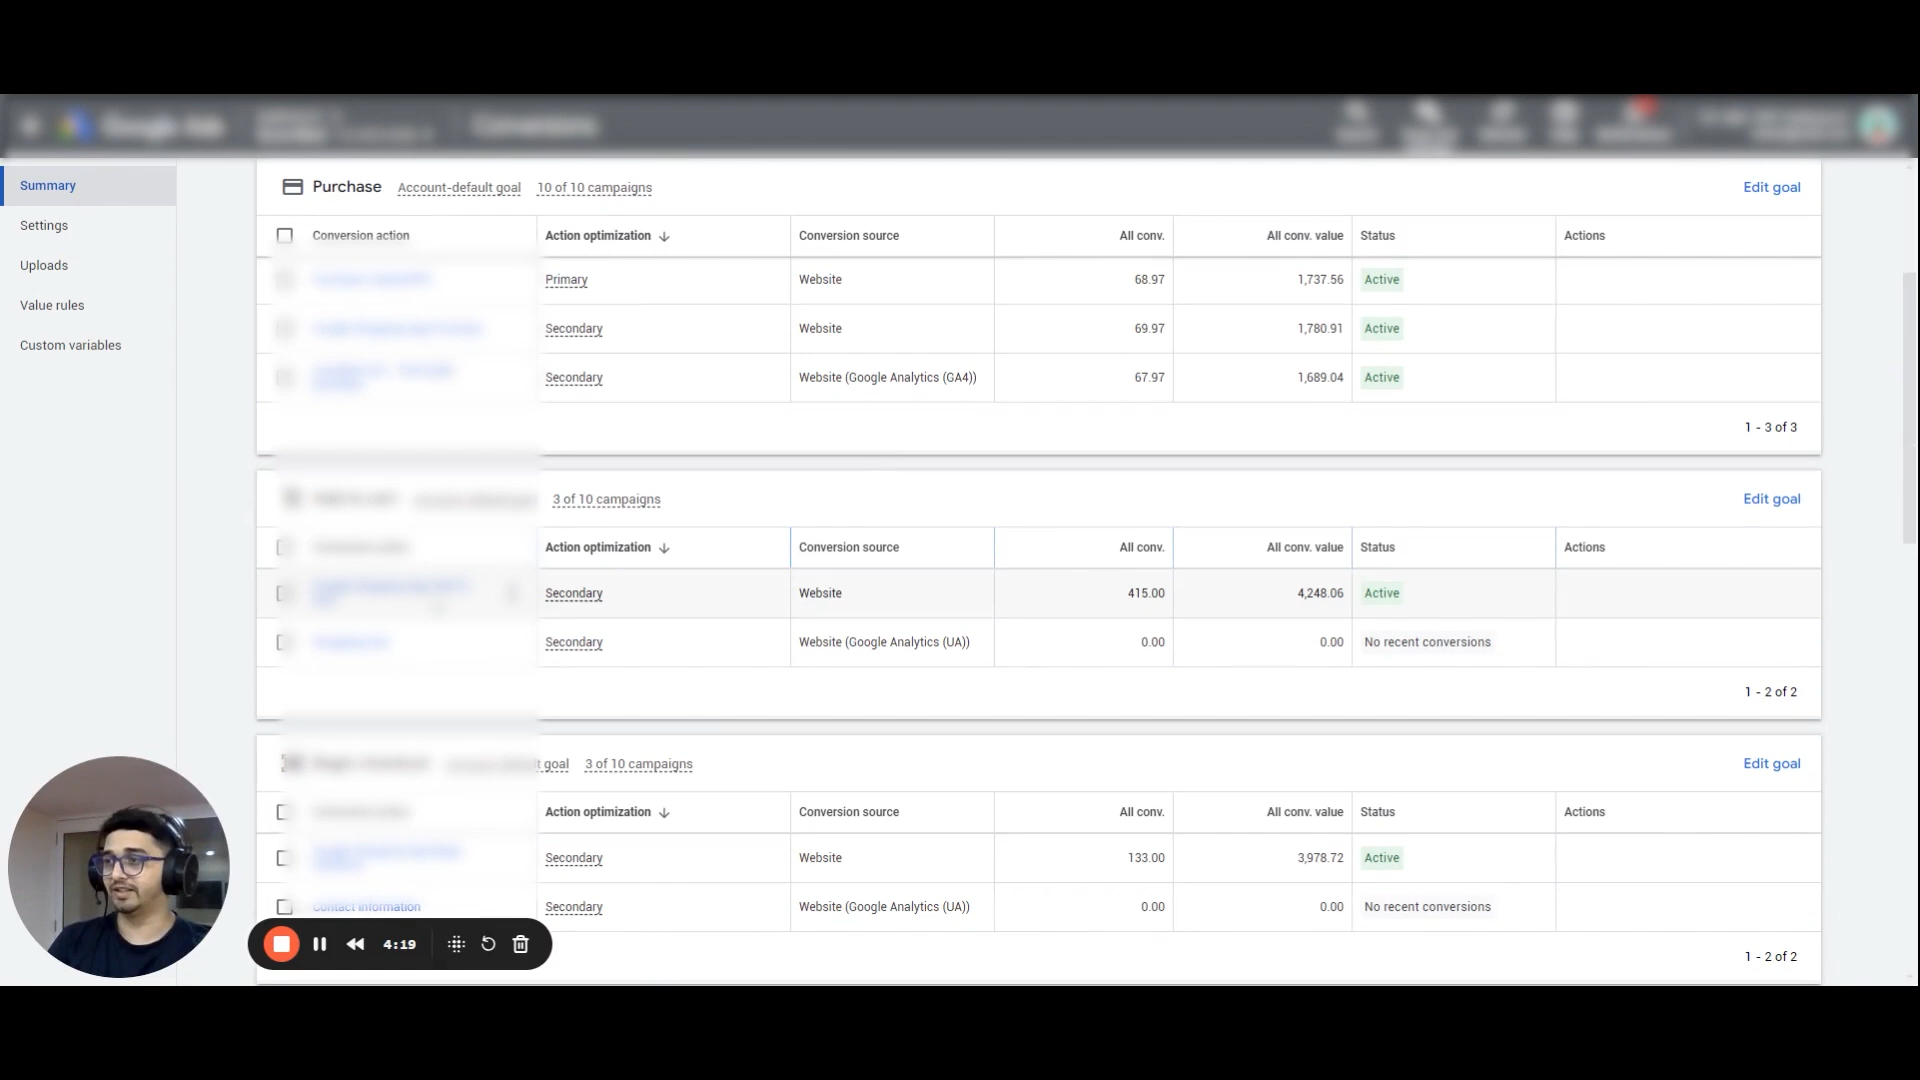 Summary
Settings
Uploads
Value rules
Custom variables
Purchase Account-default goal 10 of 10 campaigns Edit goal
Conversion action Action optimization Conversion source All conv. All conv. value Status Actions
Primary Website 68.97 1,737.56 Active
Secondary Website 69.97 1,780.91 Active
Secondary Website (Google Analytics (GA4)) 67.97 1,689.04 Active
1 - 3 of 3
3 of 10 campaigns Edit goal
Action optimization Conversion source All conv. All conv. value Status Actions
Secondary Website 415.00 4,248.06 Active
Secondary Website (Google Analytics (UA)) 0.00 0.00 No recent conversions
1 - 2 of 2
goal 3 of 10 campaigns Edit goal
Action optimization Conversion source All conv. All conv. value Status Actions
Secondary Website 133.00 3,978.72 Active
Contact information Secondary Website (Google Analytics (UA)) 0.00 0.00 No recent conversions
4:19
1 - 2 of 2